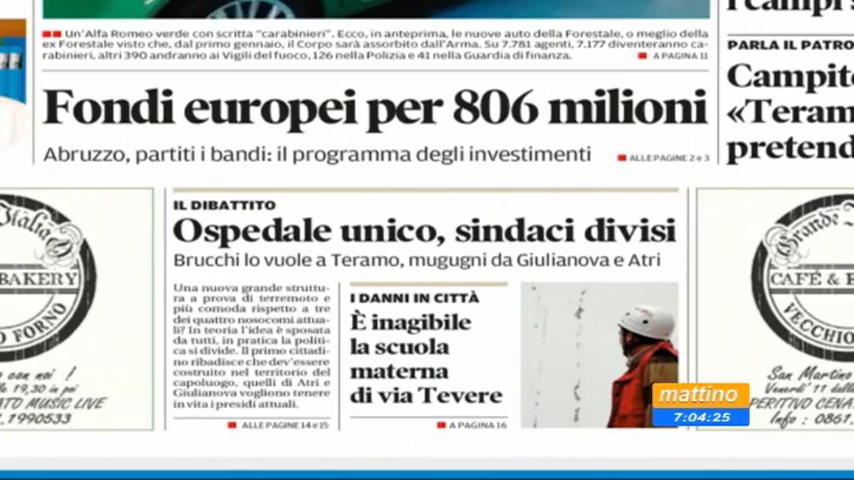 Un'Alfa Romeo verde con scritta "carabinieri". Ecco, in anteprima, le nuove auto della Forestale, o meglio della
ex Forestale visto che, dal primo gennaio, il Corpo sarà assorbito dall'Arma. Su 7.781 agenti, 7.177 diventeranno ca-
rabinieri, altri 390 andranno ai Vigili del fuoco, 126 nella Polizia e 41 nella Guardia di finanza.
A PAGINA 11
Fondi europei per 806 milioni
Abruzzo, partiti i bandi: il programma degli investimenti
ALLE PAGINE 2 e 3
PARLA IL PATRO
Campite
«Teram
pretend
IL DIBATTITO
Ospedale unico, sindaci divisi
Brucchi lo vuole a Teramo, mugugni da Giulianova e Atri
Una nuova grande struttu-
ra a prova di terremoto e
più comoda rispetto a tre
dei quattro nosocomi attua-
li? In teoria l'idea è sposata
da tutti, in pratica la politi-
ca si divide. Il primo cittadi-
no ribadisce che dev'essere
costruito nel territorio del
capoluogo, quelli di Atri e
Giulianova vogliono tenere
in vita i presidi attuali.
ALLE PAGINE 14 e 15
I DANNI IN CITTÀ
È inagibile
la scuola
materna
di via Tevere
A PAGINA 16
BAKERY
O FORNO
con noi !
19,30 in poi
ATO MUSIC LIVE
.1990533
Grande
CAFÉ & B
VECCHIO
San Martino
Venerdi' 11 dalle
PERITIVO CENA
Info : 0861.
mattino
7:04:25